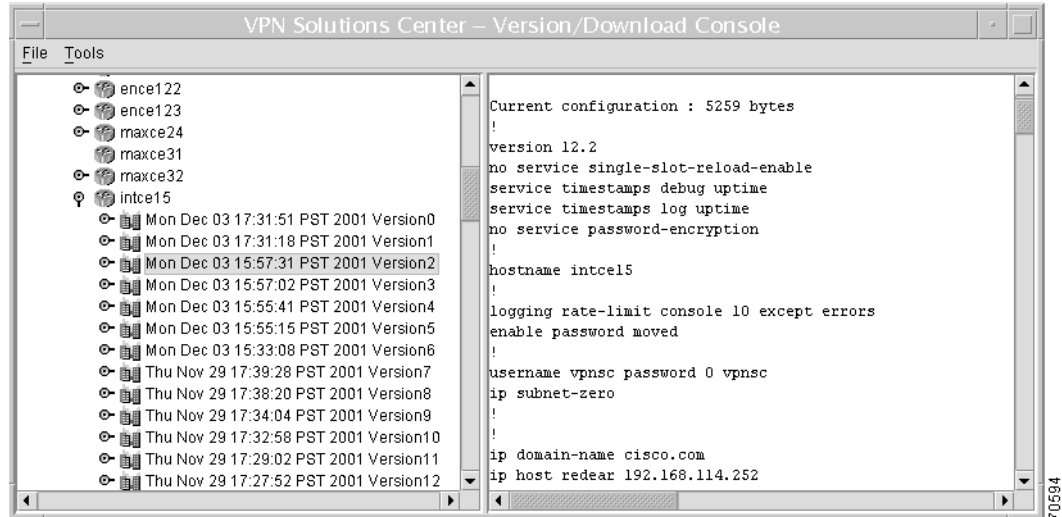 VPN Solutions Center – Version/Download Console
File Tools
ence122
ence123
maxce24
maxce31
maxce32
intce15
Mon Dec 03 17:31:51 PST 2001 Version0
Mon Dec 03 17:31:18 PST 2001 Version1
Mon Dec 03 15:57:31 PST 2001 Version2
Mon Dec 03 15:57:02 PST 2001 Version3
Mon Dec 03 15:55:41 PST 2001 Version4
Mon Dec 03 15:55:15 PST 2001 Version5
Mon Dec 03 15:33:08 PST 2001 Version6
Thu Nov 29 17:39:28 PST 2001 Version7
Thu Nov 29 17:38:20 PST 2001 Version8
Thu Nov 29 17:34:04 PST 2001 Version9
Thu Nov 29 17:32:58 PST 2001 Version10
Thu Nov 29 17:29:02 PST 2001 Version11
Thu Nov 29 17:27:52 PST 2001 Version12
Current configuration : 5259 bytes
!
version 12.2
no service single-slot-reload-enable
service timestamps debug uptime
service timestamps log uptime
no service password-encryption
!
hostname intce15
!
logging rate-limit console 10 except errors
enable password moved
!
username vpnsc password 0 vpnsc
ip subnet-zero
!
!
ip domain-name cisco.com
ip host redear 192.168.114.252
70594